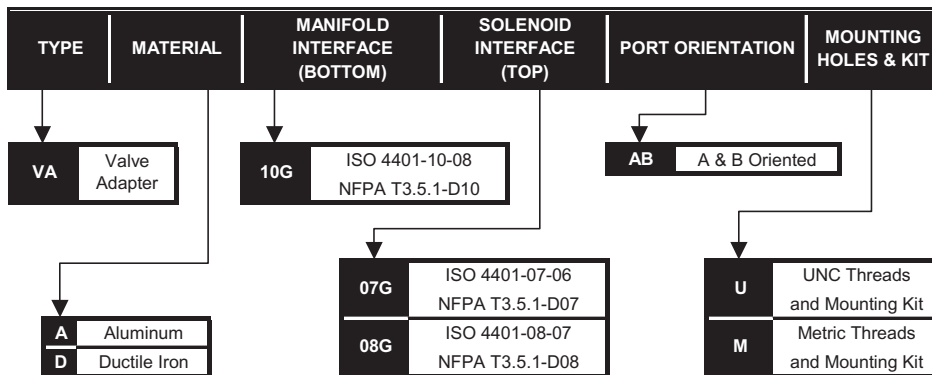 TYPE
MATERIAL
MANIFOLD
INTERFACE
(BOTTOM)
SOLENOID
INTERFACE
(TOP)
PORT ORIENTATION
MOUNTING
HOLES & KIT
VA
Valve
Adapter
10G
ISO 4401-10-08
NFPA T3.5.1-D10
AB
A & B Oriented
A
Aluminum
D
Ductile Iron
07G
ISO 4401-07-06
NFPA T3.5.1-D07
08G
ISO 4401-08-07
NFPA T3.5.1-D08
U
UNC Threads
and Mounting Kit
M
Metric Threads
and Mounting Kit